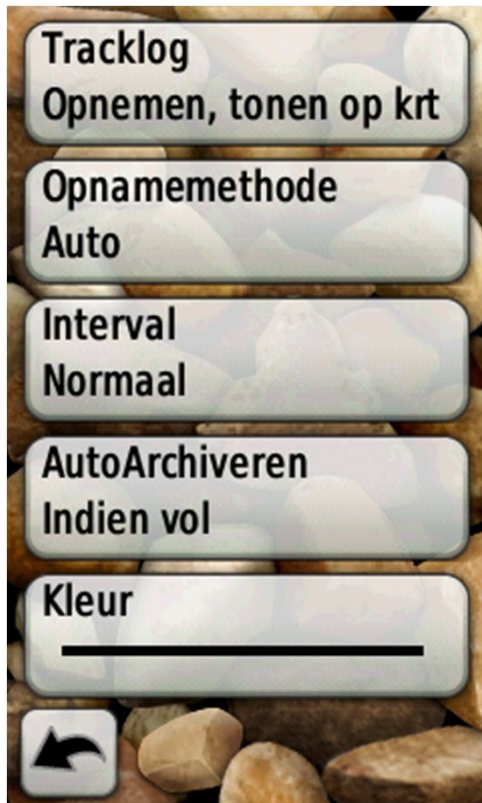 Tracklog
Opnemen, tonen op krt
Opnamemethode
Auto
Interval
Normaal
AutoArchiveren
Indien vol
Kleur